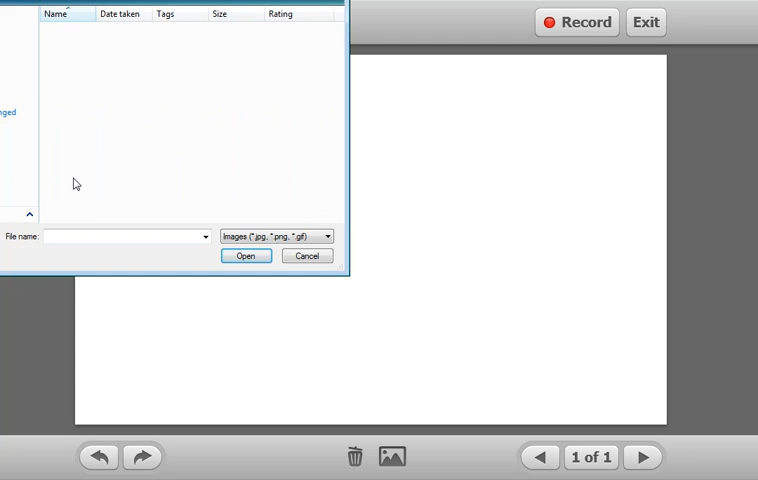 Name Date taken Tags Size Rating
Record Exit
nged
File name: Images (*.jpg, *.png, *.gif)
Open Cancel
1 of 1